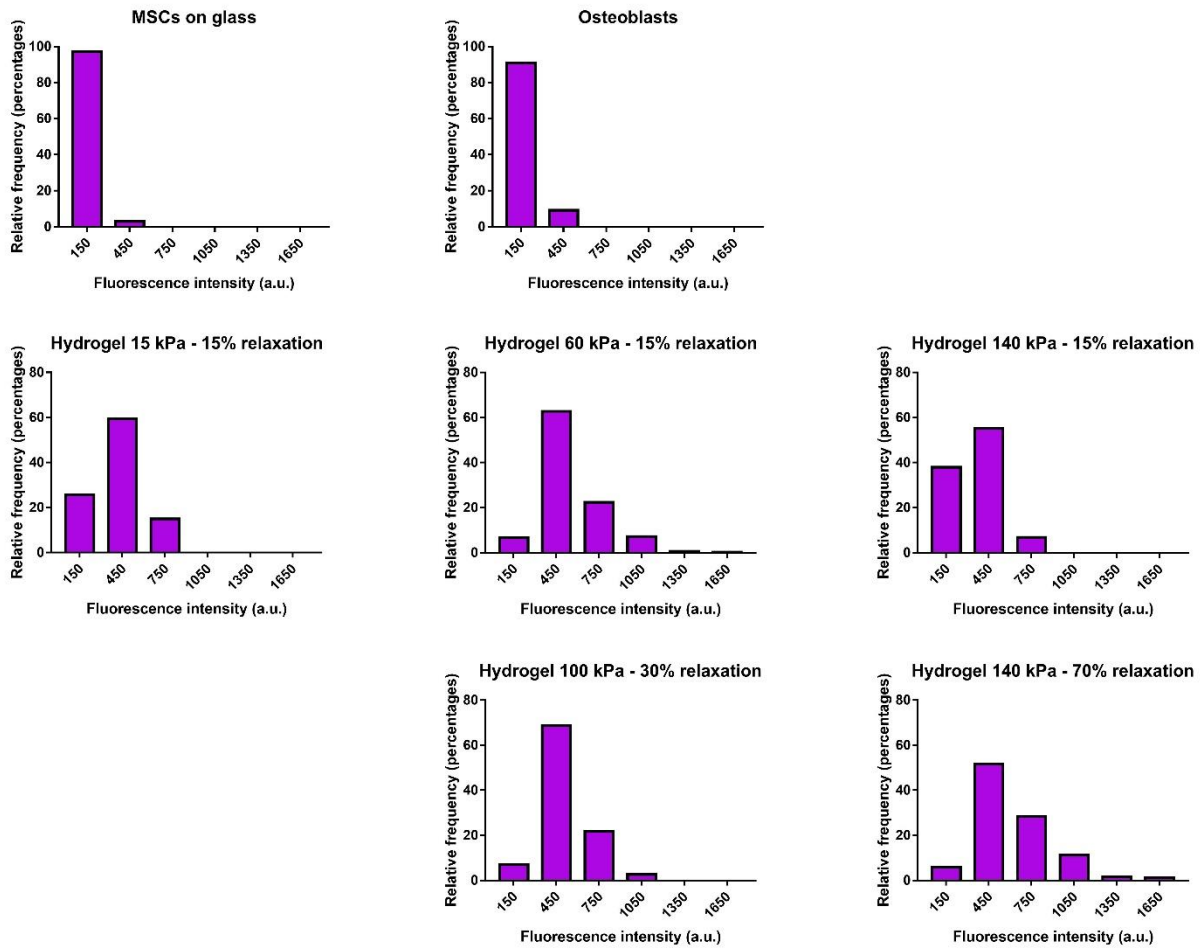 MSCs on glass
Relative frequency (percentages)
100
80
60
40
20
0
150 450 750 1050 1350 1650
Fluorescence intensity (a.u.)
Osteoblasts
Relative frequency (percentages)
100
80
60
40
20
0
150 450 750 1050 1350 1650
Fluorescence intensity (a.u.)
Hydrogel 15 kPa - 15% relaxation
Relative frequency (percentages)
80
60
40
20
0
150 450 750 1050 1350 1650
Fluorescence intensity (a.u.)
Hydrogel 60 kPa - 15% relaxation
Relative frequency (percentages)
80
60
40
20
0
150 450 750 1050 1350 1650
Fluorescence intensity (a.u.)
Hydrogel 140 kPa - 15% relaxation
Relative frequency (percentages)
80
60
40
20
0
150 450 750 1050 1350 1650
Fluorescence intensity (a.u.)
Hydrogel 100 kPa - 30% relaxation
Relative frequency (percentages)
80
60
40
20
0
150 450 750 1050 1350 1650
Fluorescence intensity (a.u.)
Hydrogel 140 kPa - 70% relaxation
Relative frequency (percentages)
80
60
40
20
0
150 450 750 1050 1350 1650
Fluorescence intensity (a.u.)